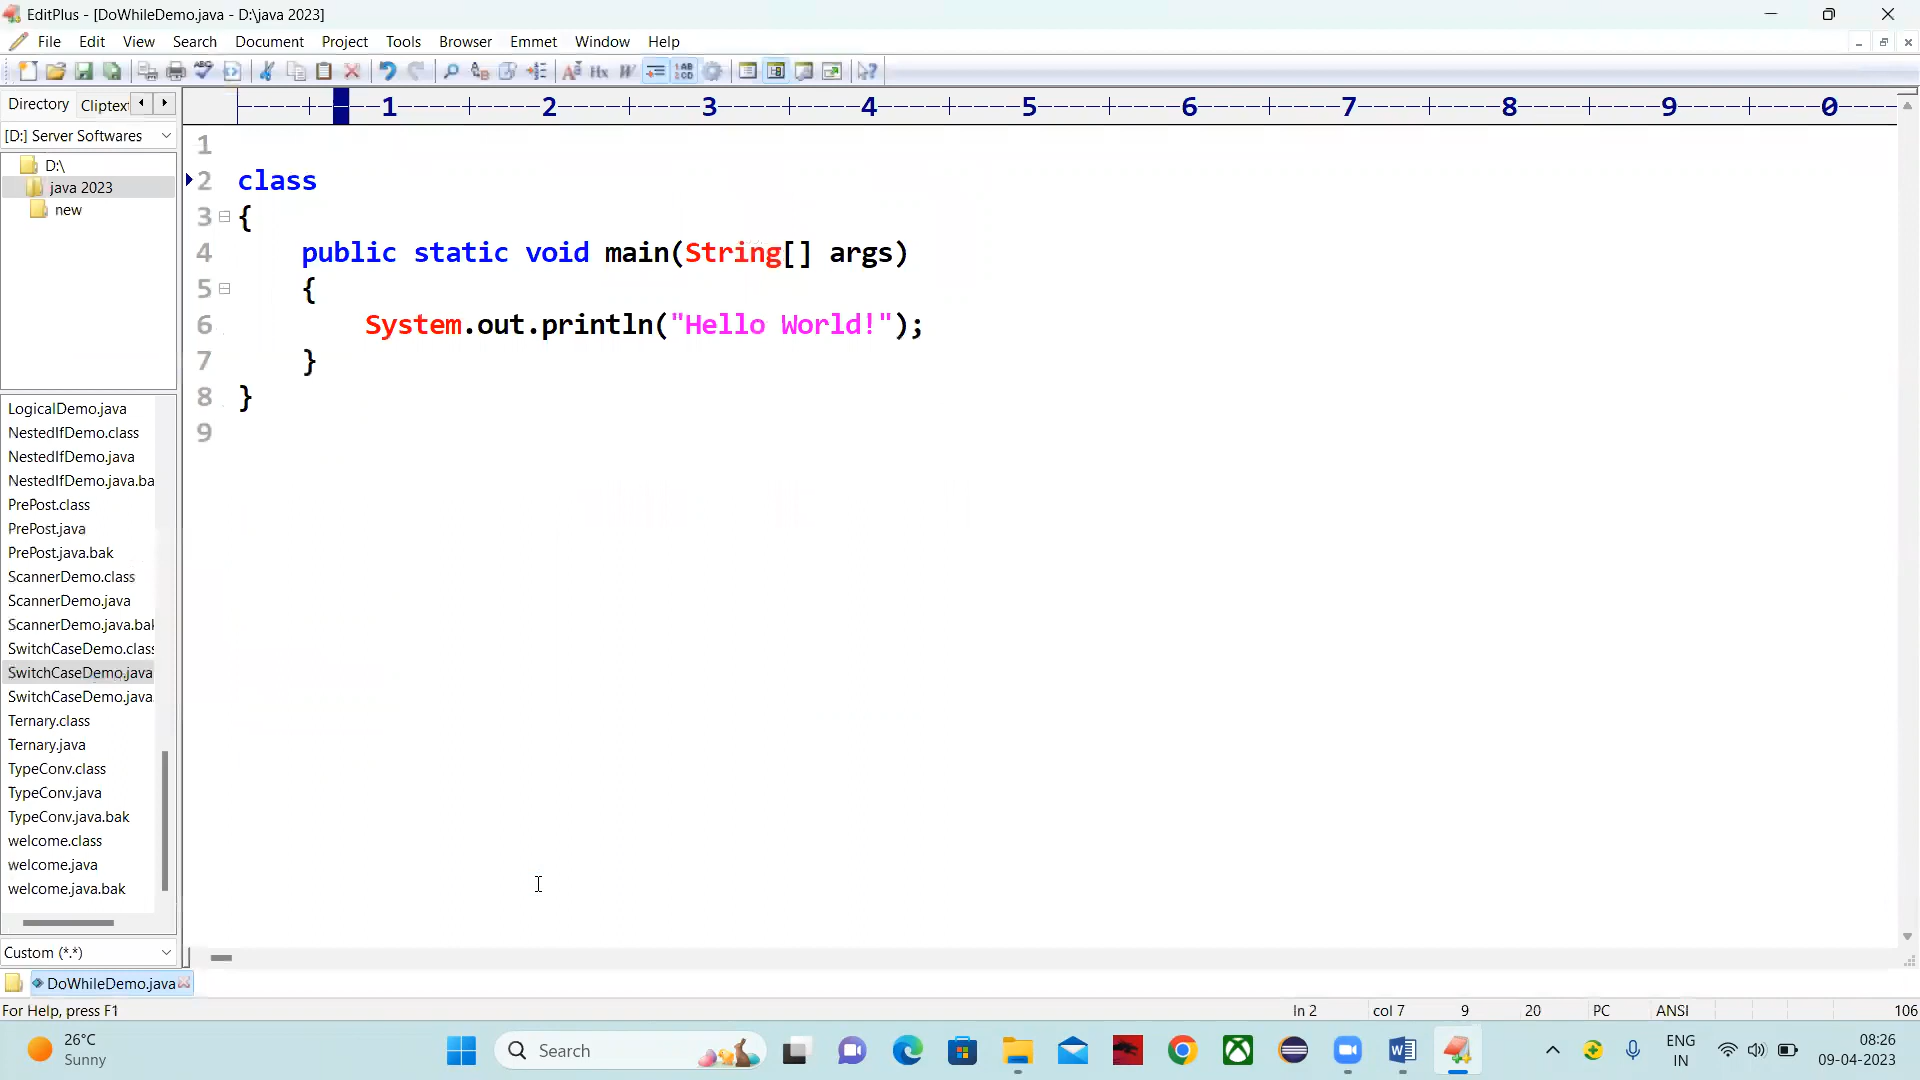 EditPlus - [DoWhileDemo.java - D:\java 2023]
File Edit View Search Document Project Tools Browser Emmet Window Help
Directory Cliptext
1 2 3 4 5 6 7 8 9 0
[D:] Server Softwares
D:\
java 2023
new
1
2 class
3 {
4 public static void main(String[] args)
5 {
6 System.out.println("Hello World!");
7 }
8 }
9
LogicalDemo.java
NestedIfDemo.class
NestedIfDemo.java
NestedIfDemo.java.ba
PrePost.class
PrePost.java
PrePost.java.bak
ScannerDemo.class
ScannerDemo.java
ScannerDemo.java.bak
SwitchCaseDemo.class
SwitchCaseDemo.java
SwitchCaseDemo.java.
Ternary.class
Ternary.java
TypeConv.class
TypeConv.java
TypeConv.java.bak
welcome.class
welcome.java
welcome.java.bak
Custom (*.*)
DoWhileDemo.java
For Help, press F1 ln 2 col 7 9 20 PC ANSI 106
26°C
Sunny
Search
ENG
IN
08:26
09-04-2023